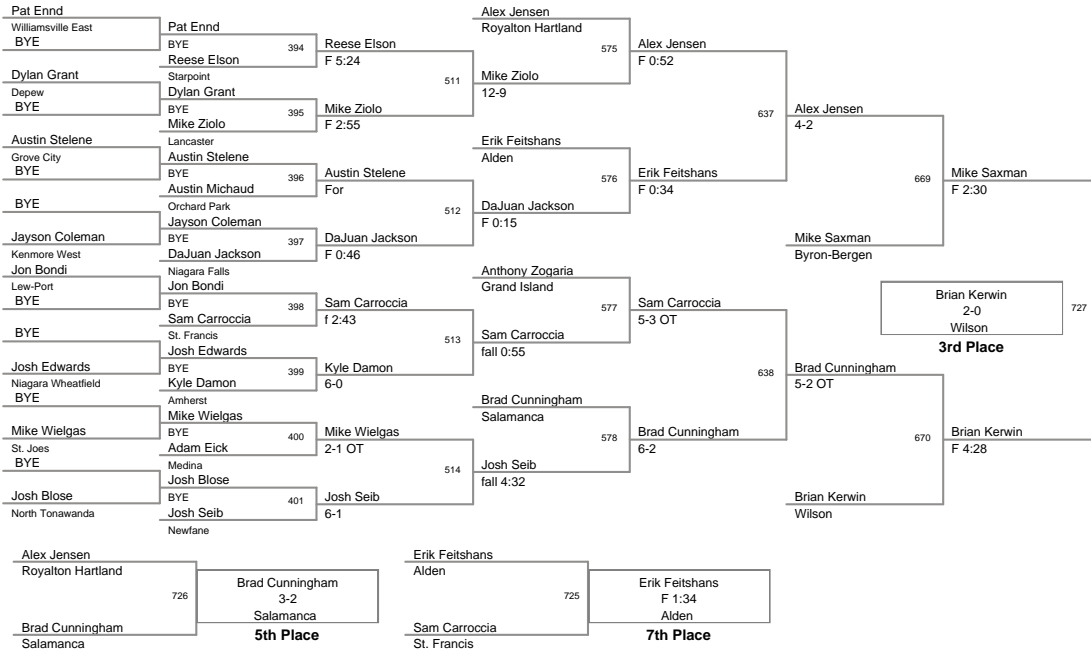 Pat Ennd
Williamsville East
BYE
Dylan Grant
Depew
BYE
Austin Stelene
Grove City
BYE
BYE
Jayson Coleman
Kenmore West
Jon Bondi
Lew-Port
BYE
BYE
Josh Edwards
Niagara Wheatfield
BYE
Mike Wielgas
St. Joes
BYE
Josh Blose
North Tonawanda
Pat Ennd
BYE
394
Reese Elson
Starpoint
Dylan Grant
BYE
395
Mike Ziolo
Lancaster
Austin Stelene
BYE
396
Austin Michaud
Orchard Park
Jayson Coleman
BYE
397
DaJuan Jackson
Niagara Falls
Jon Bondi
BYE
398
Sam Carroccia
St. Francis
Josh Edwards
BYE
399
Kyle Damon
Amherst
Mike Wielgas
BYE
400
Adam Eick
Medina
Josh Blose
BYE
401
Josh Seib
Newfane
Reese Elson
F 5:24
511
Mike Ziolo
F 2:55
Austin Stelene
For
512
DaJuan Jackson
F 0:46
Sam Carroccia
f 2:43
513
Kyle Damon
6-0
Mike Wielgas
2-1 OT
514
Josh Seib
6-1
Alex Jensen
Royalton Hartland
575
Mike Ziolo
12-9
Erik Feitshans
Alden
576
DaJuan Jackson
F 0:15
Anthony Zogaria
Grand Island
577
Sam Carroccia
fall 0:55
Brad Cunningham
Salamanca
578
Josh Seib
fall 4:32
Alex Jensen
F 0:52
637
Erik Feitshans
F 0:34
Sam Carroccia
5-3 OT
638
Brad Cunningham
6-2
Alex Jensen
4-2
669
Mike Saxman
Byron-Bergen
Brad Cunningham
5-2 OT
670
Brian Kerwin
Wilson
Mike Saxman
F 2:30
Brian Kerwin
2-0
Wilson
727
3rd Place
Brian Kerwin
F 4:28
Alex Jensen
Royalton Hartland
726
Brad Cunningham
Salamanca
Brad Cunningham
3-2
Salamanca
5th Place
Erik Feitshans
Alden
725
Sam Carroccia
St. Francis
Erik Feitshans
F 1:34
Alden
7th Place